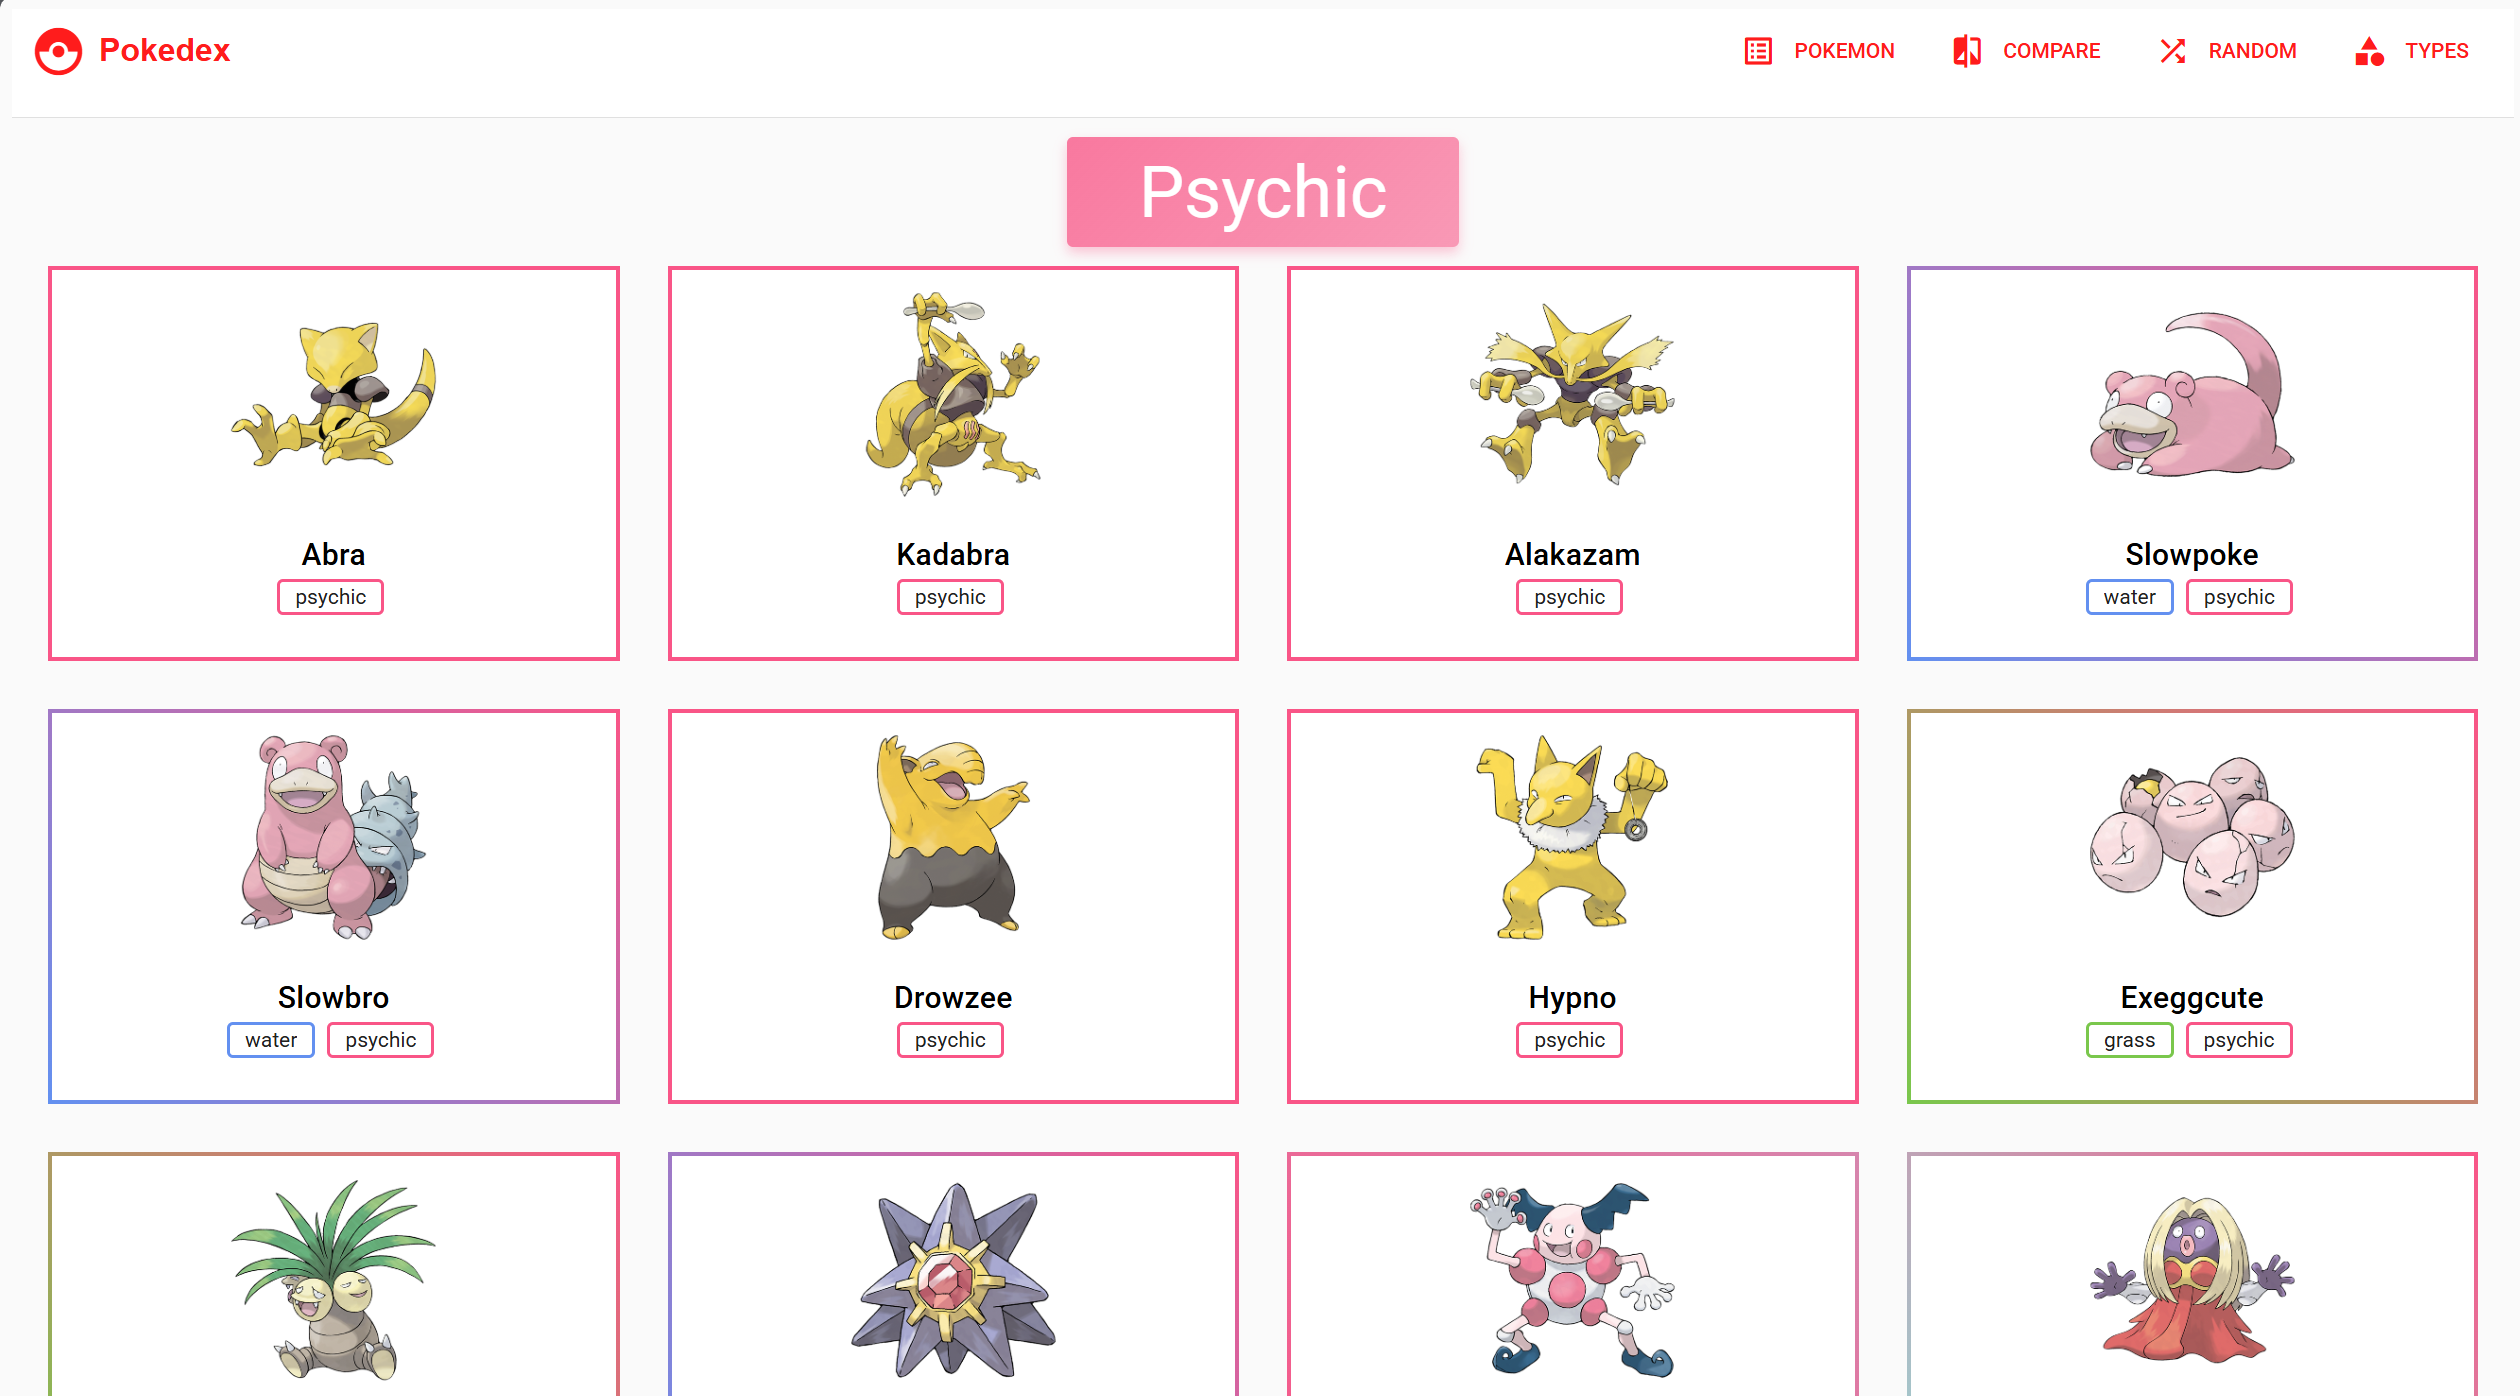 Pokedex
POKEMON
COMPARE
RANDOM
TYPES
Psychic
Abra
psychic
Kadabra
psychic
Alakazam
psychic
Slowpoke
water psychic
Slowbro
water psychic
Drowzee
psychic
Hypno
psychic
Exeggcute
grass psychic